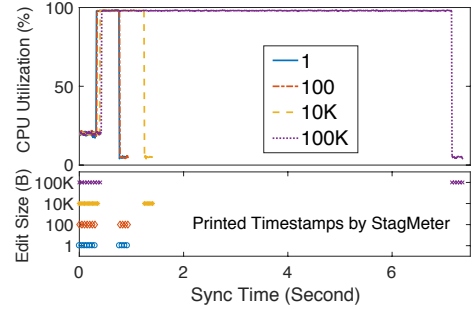 100
50
0
CPU Utilization (%)
1
100
10K
100K
100K
10K
100
1
Edit Size (B)
Printed Timestamps by StagMeter
0 2 4 6
Sync Time (Second)